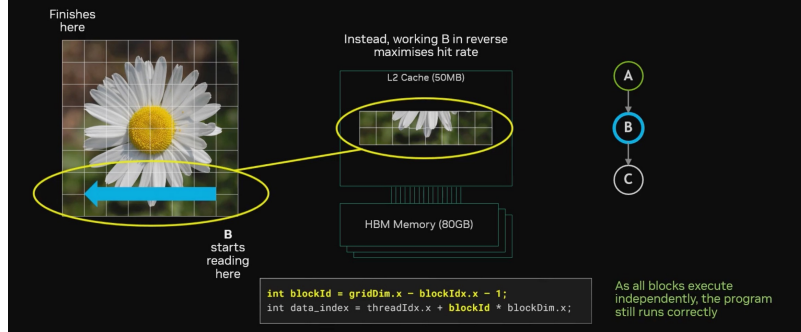 Finishes
here
Instead, working B in reverse
maximises hit rate
L2 Cache (50MB)
A
B
C
HBM Memory (80GB)
B
starts
reading
here
int blockId = gridDim.x − blockIdx.x − 1;
int data_index = threadIdx.x + blockId * blockDim.x;
As all blocks execute
independently, the program
still runs correctly